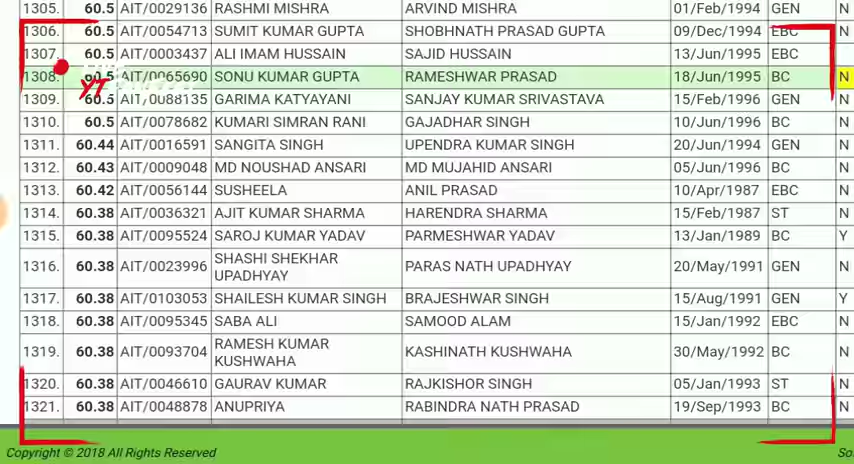 1305. 60.5 AIT/0029136 RASHMI MISHRA ARVIND MISHRA 01/Feb/1994 GEN N
1306. 60.5 AIT/0054713 SUMIT KUMAR GUPTA SHOBHNATH PRASAD GUPTA 09/Dec/1994 EBC N
1307. 60.5 AIT/0003437 ALI IMAM HUSSAIN SAJID HUSSAIN 13/Jun/1995 EBC
1308. 60.5 AIT/0065690 SONU KUMAR GUPTA RAMESHWAR PRASAD 18/Jun/1995 BC N
YT
1309. 60.5 AIT/0088135 GARIMA KATYAYANI SANJAY KUMAR SRIVASTAVA 15/Feb/1996 GEN N
1310. 60.5 AIT/0078682 KUMARI SIMRAN RANI GAJADHAR SINGH 10/Jun/1996 BC N
1311. 60.44 AIT/0016591 SANGITA SINGH UPENDRA KUMAR SINGH 20/Jun/1994 GEN N
1312. 60.43 AIT/0009048 MD NOUSHAD ANSARI MD MUJAHID ANSARI 05/Jun/1996 BC N
1313. 60.42 AIT/0056144 SUSHEELA ANIL PRASAD 10/Apr/1987 EBC N
1314. 60.38 AIT/0036321 AJIT KUMAR SHARMA HARENDRA SHARMA 15/Feb/1987 ST N
1315. 60.38 AIT/0095524 SAROJ KUMAR YADAV PARMESHWAR YADAV 13/Jan/1989 BC Y
1316. 60.38 AIT/0023996 SHASHI SHEKHAR UPADHYAY PARAS NATH UPADHYAY 20/May/1991 GEN N
1317. 60.38 AIT/0103053 SHAILESH KUMAR SINGH BRAJESHWAR SINGH 15/Aug/1991 GEN Y
1318. 60.38 AIT/0095345 SABA ALI SAMOOD ALAM 15/Jan/1992 EBC N
1319. 60.38 AIT/0093704 RAMESH KUMAR KUSHWAHA KASHINATH KUSHWAHA 30/May/1992 BC N
1320. 60.38 AIT/0046610 GAURAV KUMAR RAJKISHOR SINGH 05/Jan/1993 ST N
1321. 60.38 AIT/0048878 ANUPRIYA RABINDRA NATH PRASAD 19/Sep/1993 BC N
Copyright © 2018 All Rights Reserved